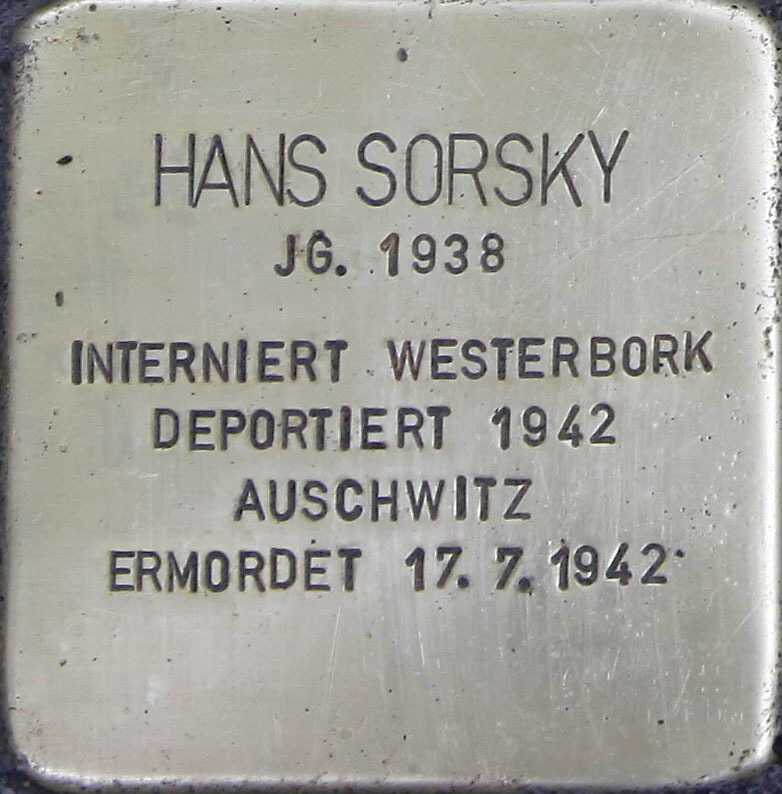 HANS SORSKY
JG. 1938
INTERNIERT WESTERBORK
DEPORTIERT 1942
AUSCHWITZ
ERMORDET 17. 7. 1942